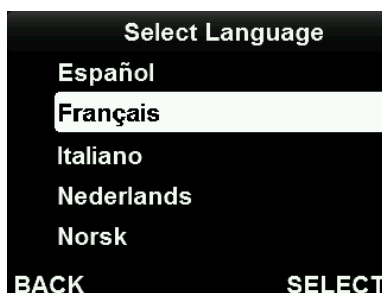 Select Language
Español
Français
Italiano
Nederlands
Norsk
BACK SELECT